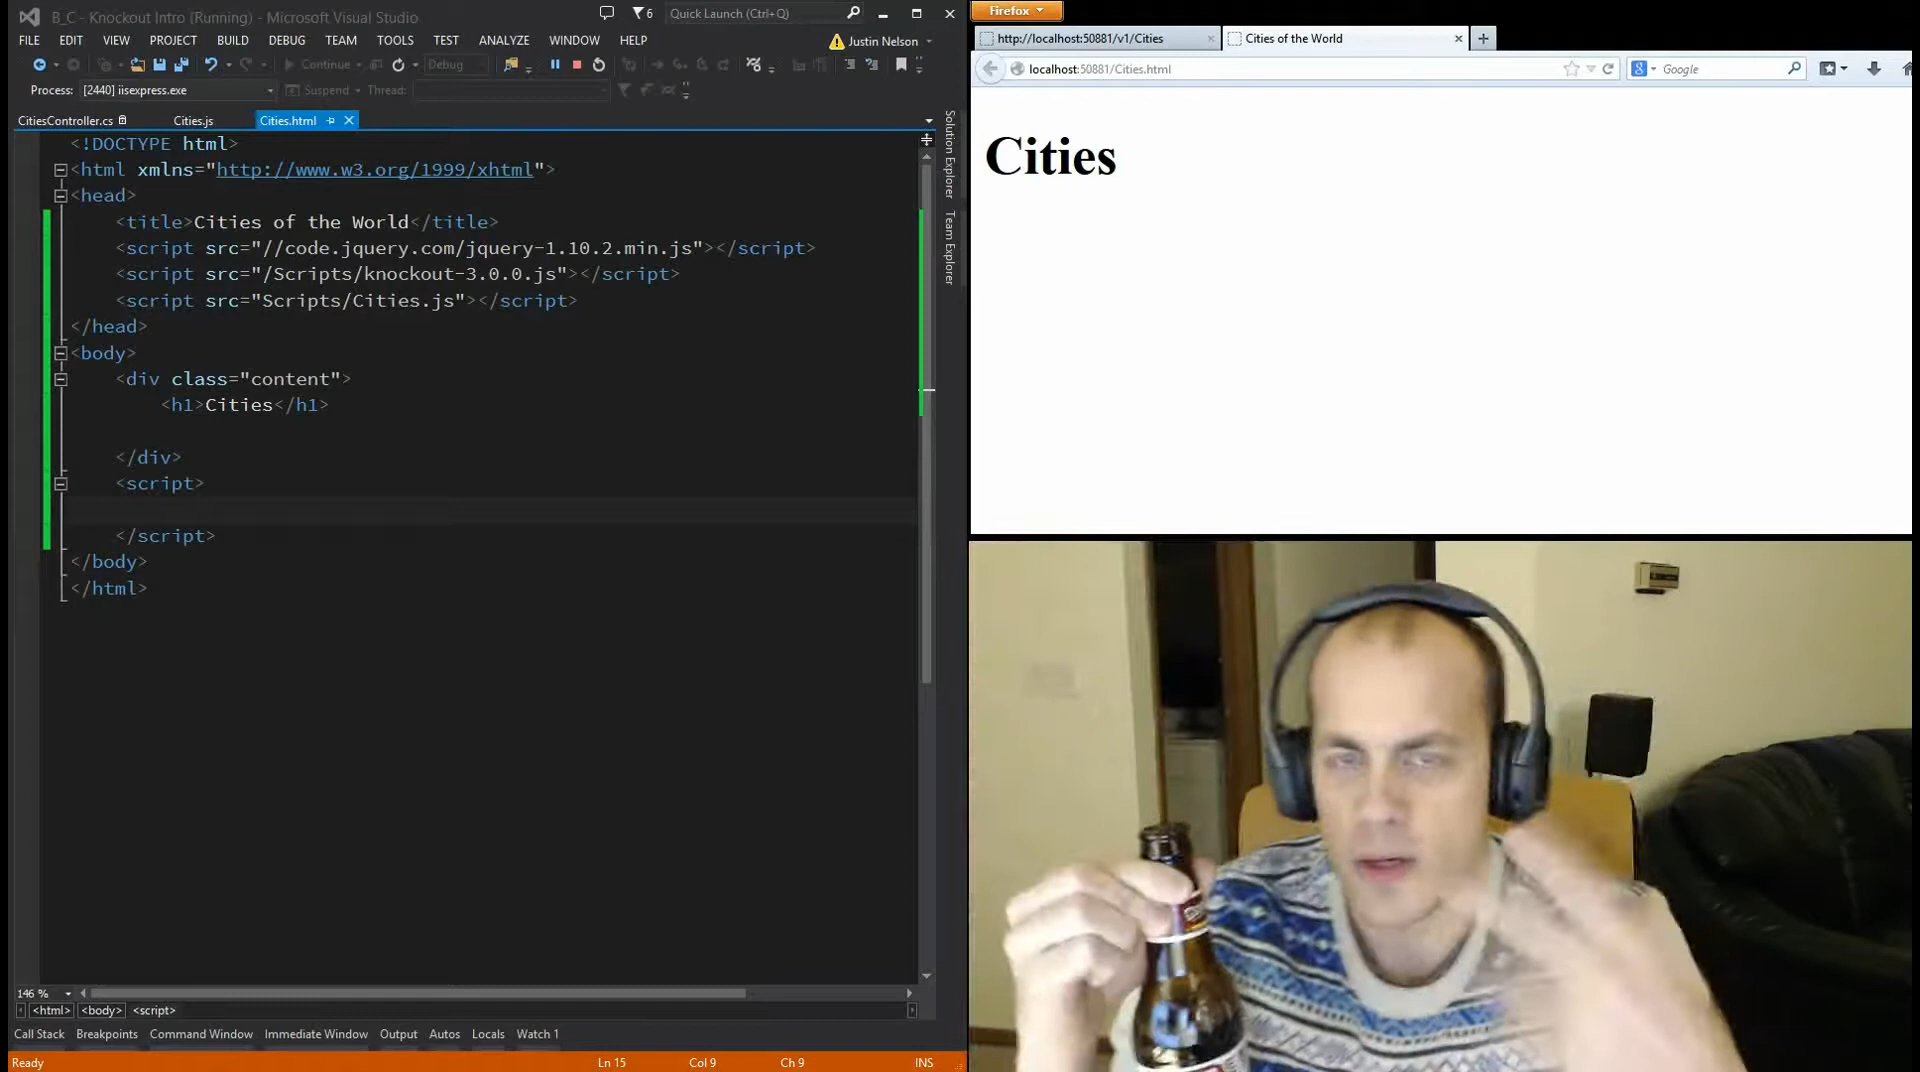 B_C - Knockout Intro (Running) - Microsoft Visual Studio
6
Quick Launch (Ctrl+Q)
FILE EDIT VIEW PROJECT BUILD DEBUG TEAM TOOLS TEST ANALYZE WINDOW HELP
Justin Nelson
Continue
Debug
Process: [2440] iisexpress.exe
Suspend
Thread:
CitiesController.cs Cities.js Cities.html
<!DOCTYPE html>
<html xmlns="http://www.w3.org/1999/xhtml">
<head>
<title>Cities of the World</title>
<script src="//code.jquery.com/jquery-1.10.2.min.js"></script>
<script src="/Scripts/knockout-3.0.0.js"></script>
<script src="Scripts/Cities.js"></script>
</head>
<body>
<div class="content">
<h1>Cities</h1>
</div>
<script>
</script>
</body>
</html>
146 %
<html> <body> <script>
Call Stack Breakpoints Command Window Immediate Window Output Autos Locals Watch 1
Ready
Ln 15 Col 9 Ch 9 INS
Solution Explorer
Team Explorer
Firefox
http://localhost:50881/v1/Cities
Cities of the World
localhost:50881/Cities.html
Google
Cities